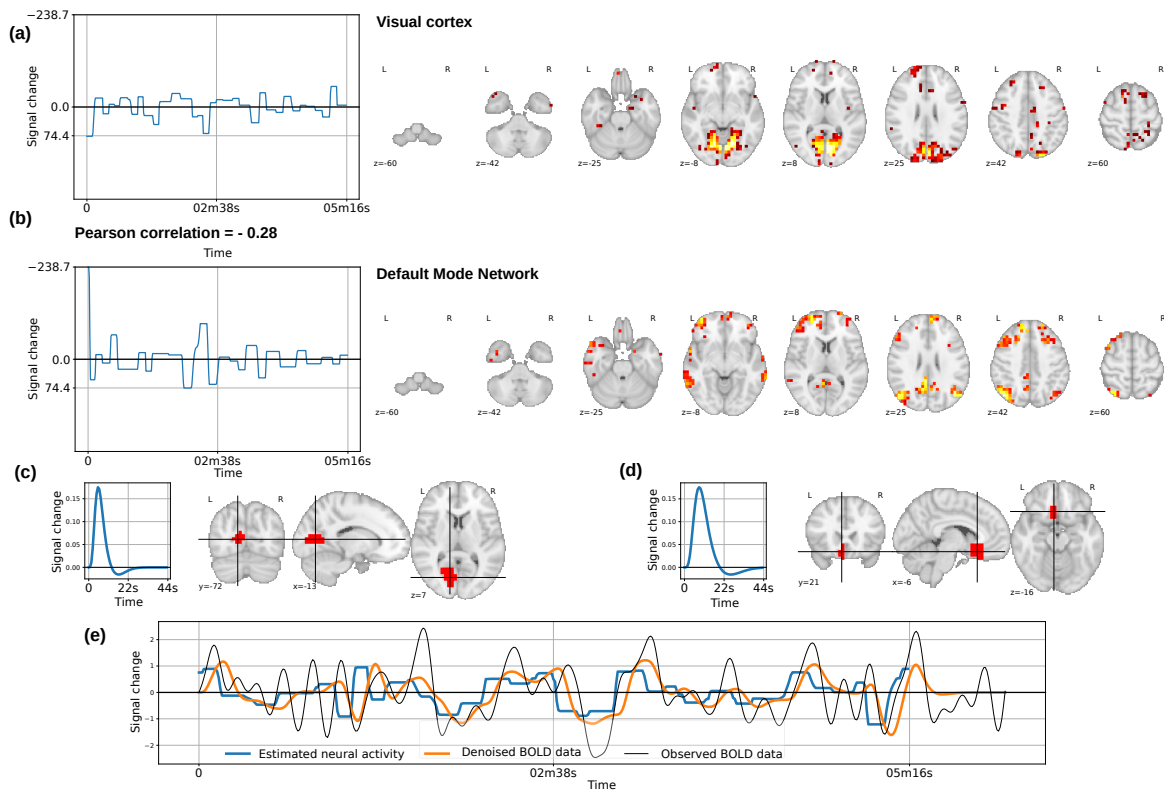 (a)
Visual cortex
−238.7
0.0
74.4
Signal change
0
02m38s
05m16s
Time
L R
L R
L R
L R
L R
L R
z=-60
z=-42
z=-25
z=-8
z=8
z=25
z=42
z=60
(b)
Pearson correlation = - 0.28
Default Mode Network
−238.7
0.0
74.4
Signal change
0
02m38s
05m16s
Time
L R
L R
L R
L R
L R
L R
z=-60
z=-42
z=-25
z=-8
z=8
z=25
z=42
z=60
(c)
Signal change
0.15
0.10
0.05
0.00
0
22s
44s
Time
L R
y=-72
x=-13
z=7
(d)
Signal change
0.15
0.10
0.05
0.00
0
22s
44s
Time
L R
L R
y=21
x=-6
z=-16
(e)
Signal change
2
1
0
−1
−2
Estimated neural activity
Denoised BOLD data
Observed BOLD data
0
02m38s
05m16s
Time